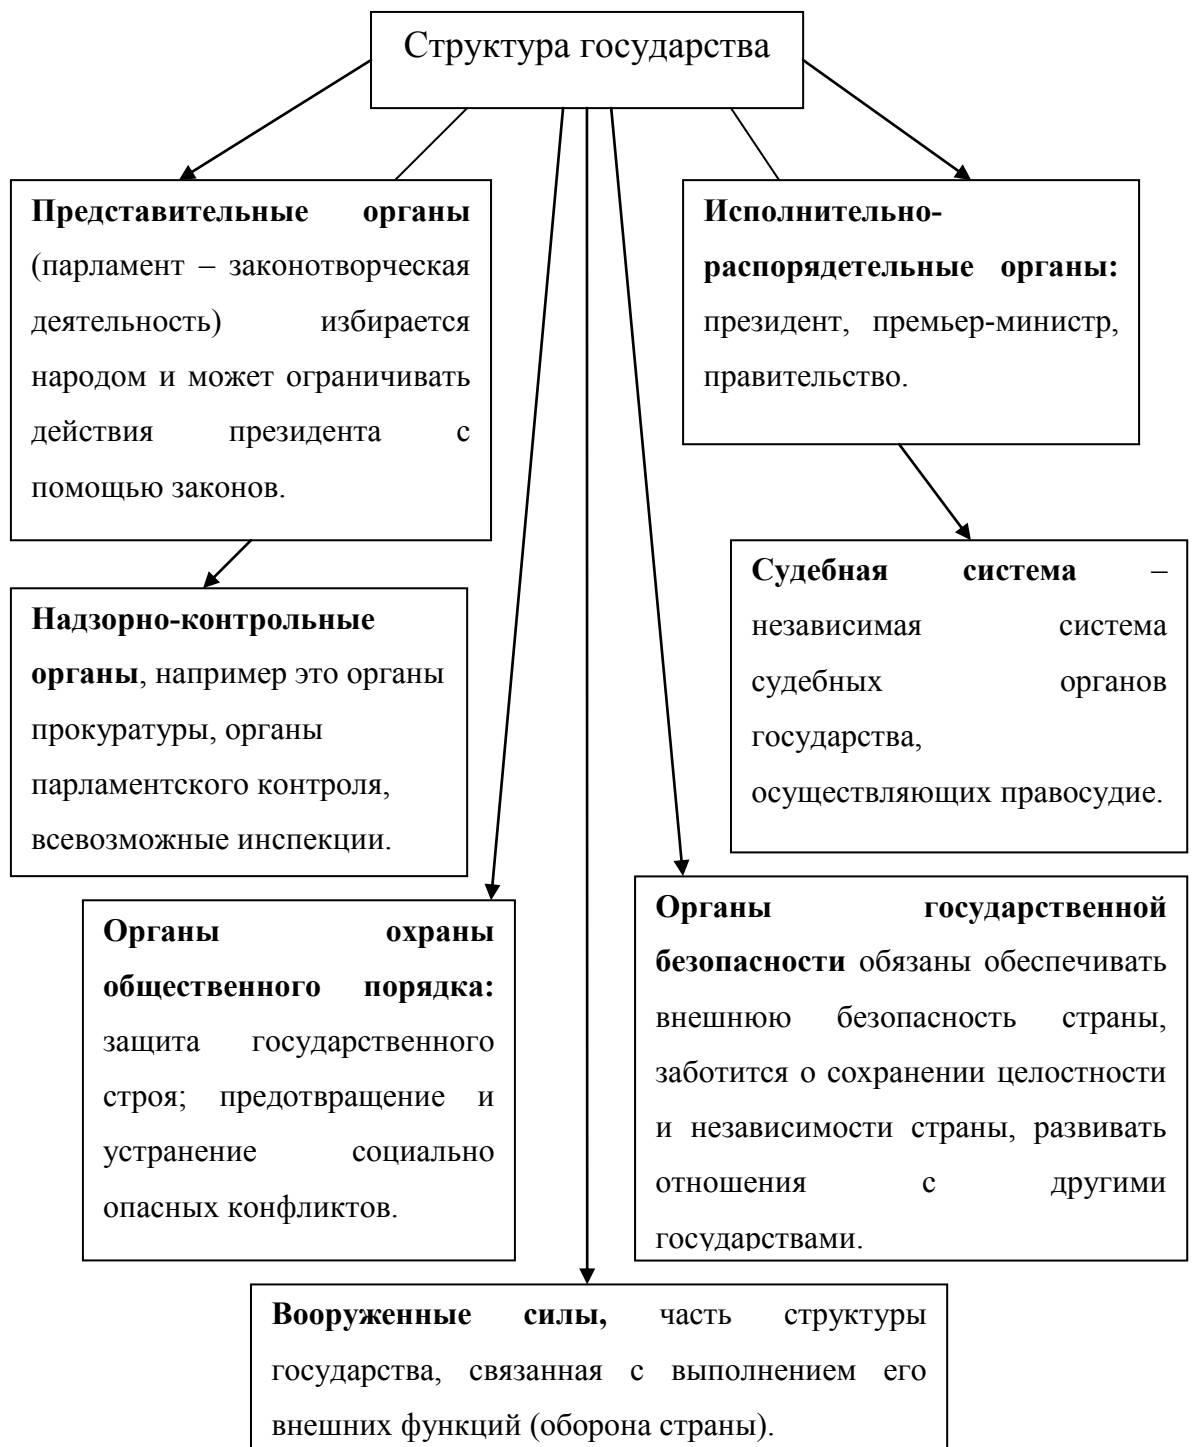 Структура государства
Представительные органы
(парламент – законотворческая
деятельность) избирается
народом и может ограничивать
действия президента с
помощью законов.
Исполнительно-
распорядетельные органы:
президент, премьер-министр,
правительство.
Надзорно-контрольные
органы, например это органы
прокуратуры, органы
парламентского контроля,
всевозможные инспекции.
Судебная система –
независимая система
судебных органов
государства,
осуществляющих правосудие.
Органы охраны
общественного порядка:
защита государственного
строя; предотвращение и
устранение социально
опасных конфликтов.
Органы государственной
безопасности обязаны обеспечивать
внешнюю безопасность страны,
заботится о сохранении целостности
и независимости страны, развивать
отношения с другими
государствами.
Вооруженные силы, часть структуры
государства, связанная с выполнением его
внешних функций (оборона страны).